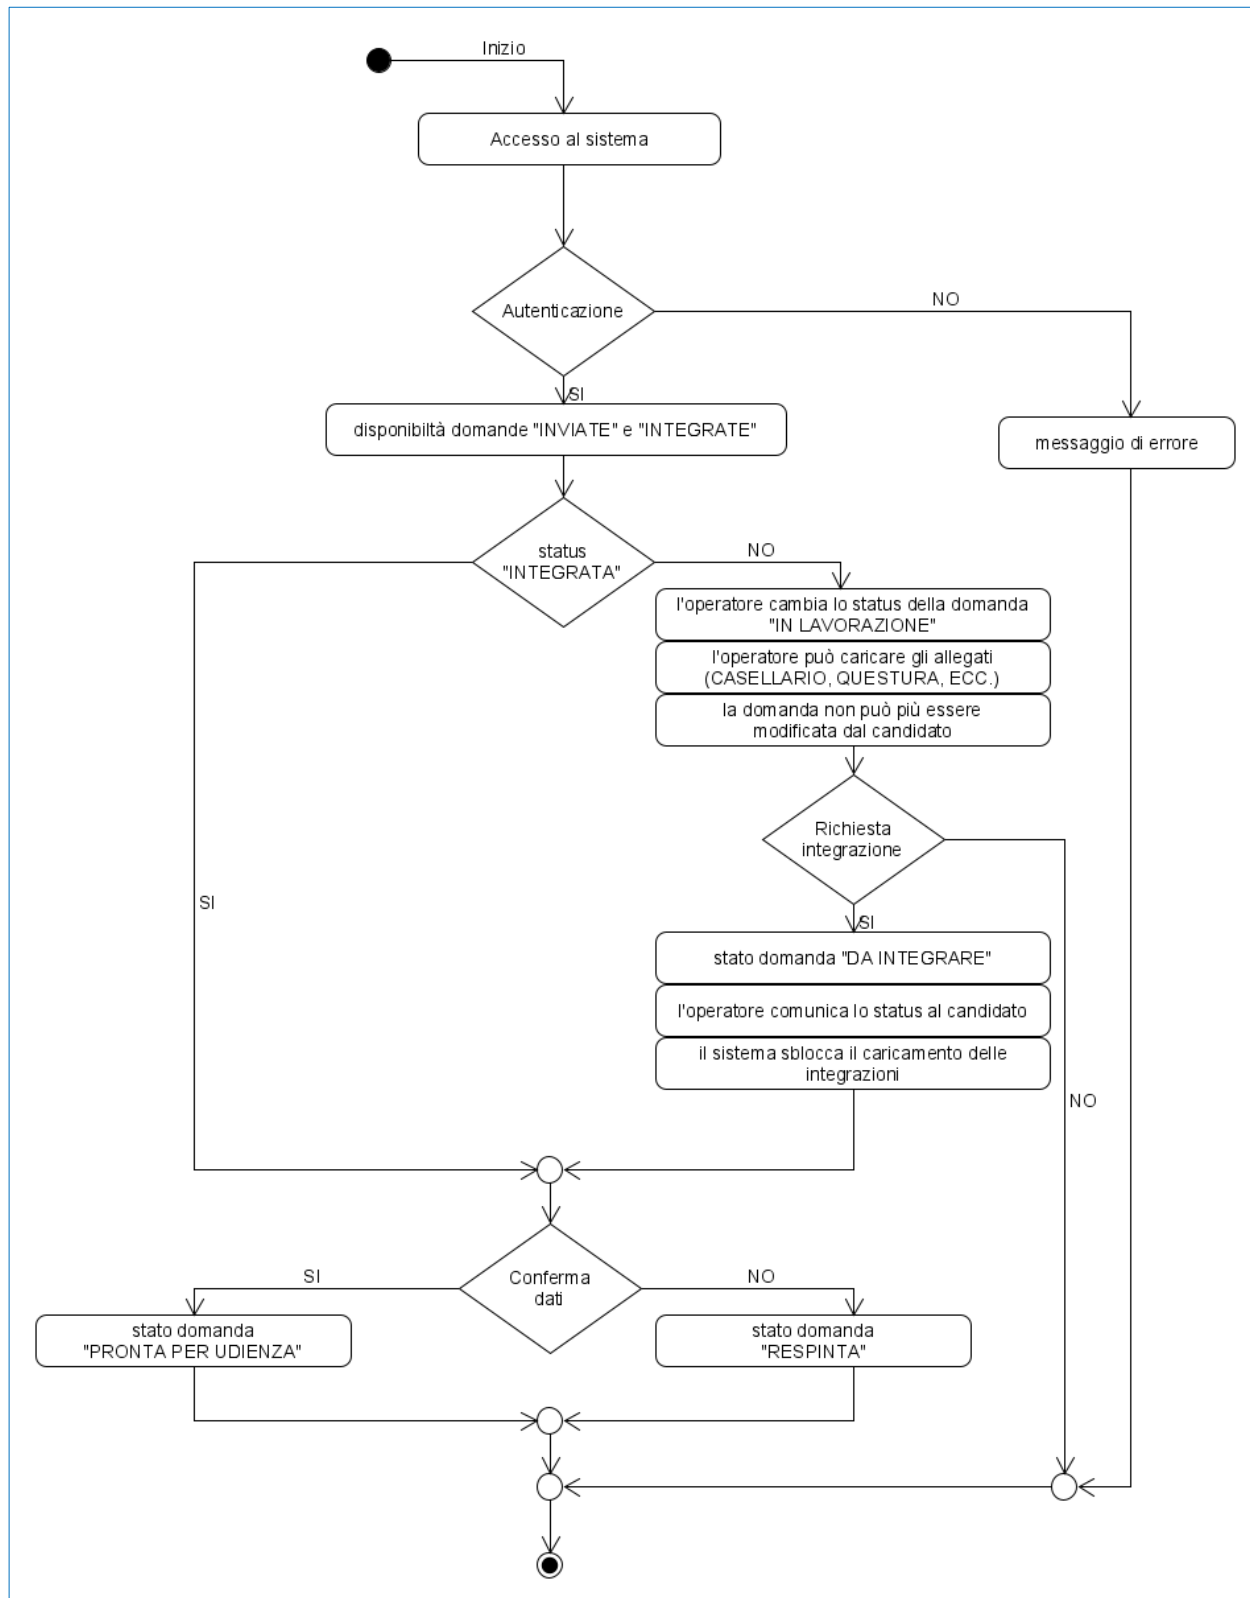 Inizio
Accesso al sistema
Autenticazione
NO
SI
disponibiltà domande "INVIATE" e "INTEGRATE"
messaggio di errore
status
"INTEGRATA"
NO
l'operatore cambia lo status della domanda
"IN LAVORAZIONE"
l'operatore può caricare gli allegati
(CASELLARIO, QUESTURA, ECC.)
la domanda non può più essere
modificata dal candidato
Richiesta
integrazione
SI
SI
stato domanda "DA INTEGRARE"
l'operatore comunica lo status al candidato
il sistema sblocca il caricamento delle
integrazioni
NO
Conferma
dati
SI
NO
stato domanda
"PRONTA PER UDIENZA"
stato domanda
"RESPINTA"